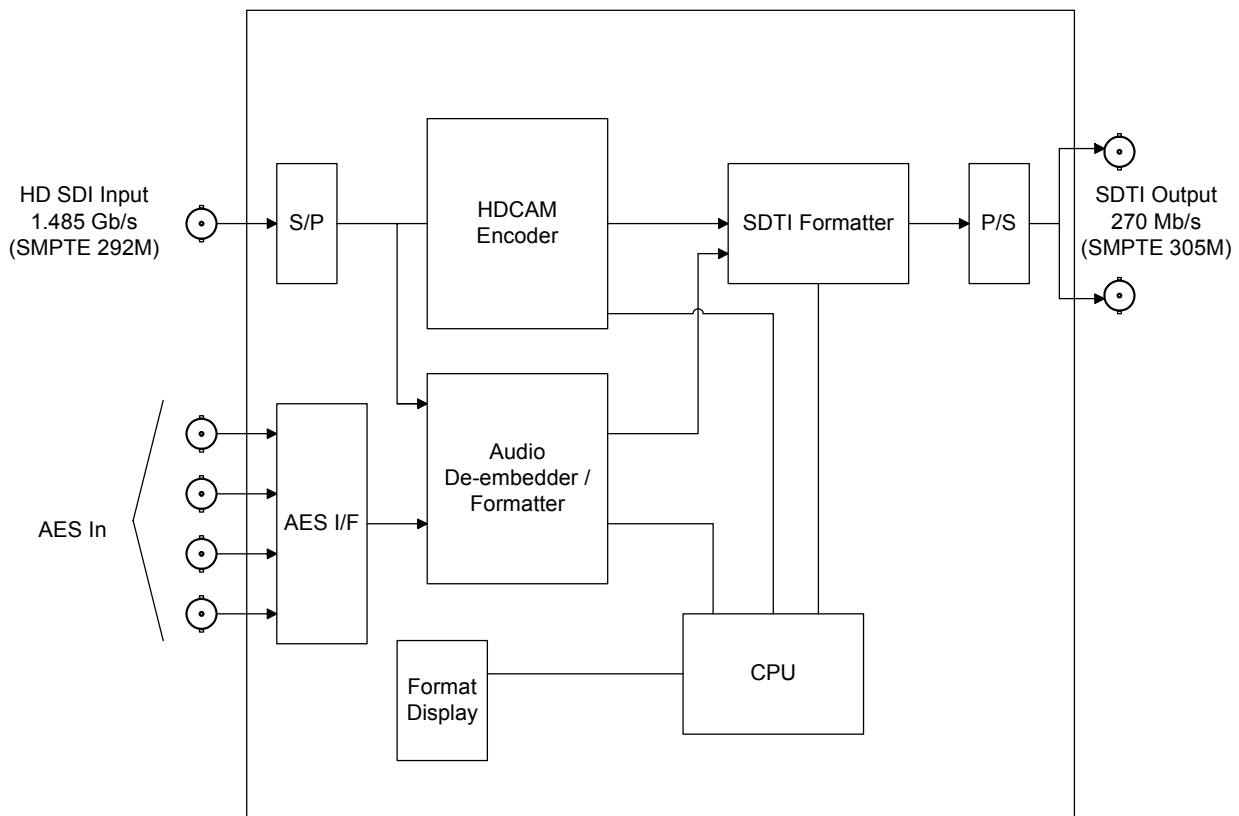 HD SDI Input
1.485 Gb/s
(SMPTE 292M)
S/P
HDCAM
Encoder
SDTI Formatter
P/S
SDTI Output
270 Mb/s
(SMPTE 305M)
AES In
AES I/F
Audio
De-embedder /
Formatter
Format
Display
CPU